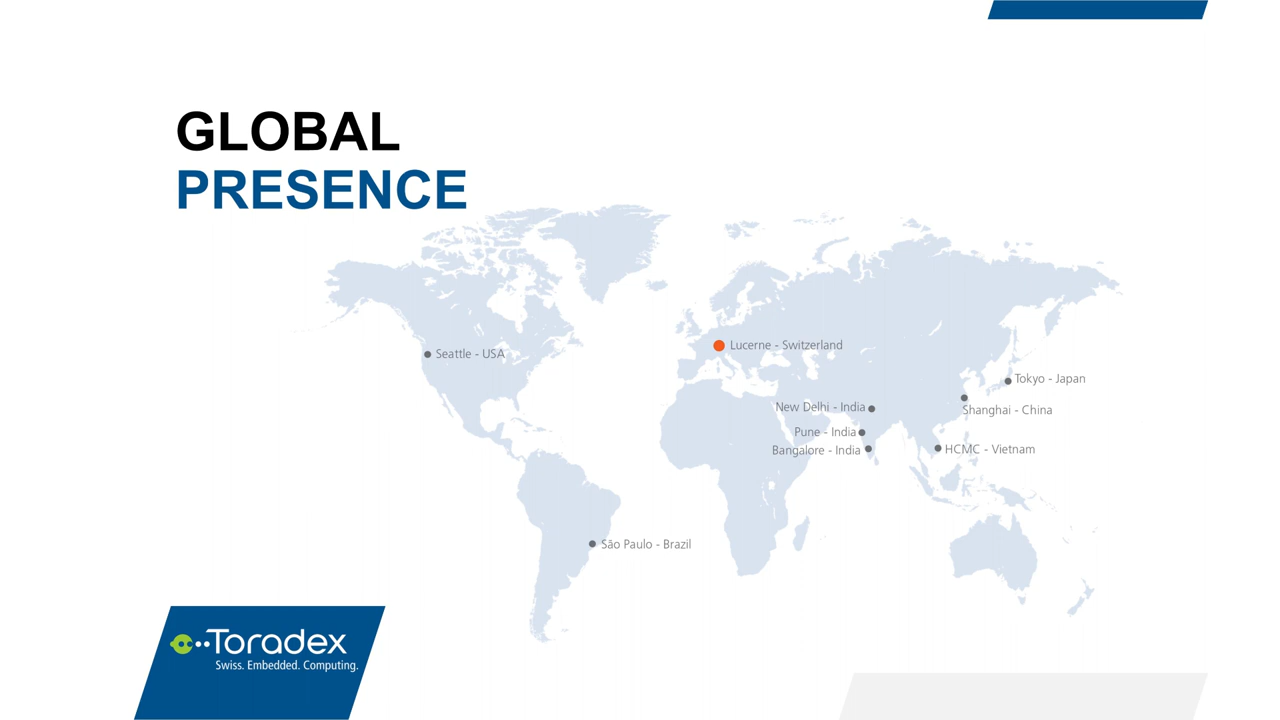 GLOBAL
PRESENCE
Lucerne - Switzerland
Seattle - USA
Tokyo - Japan
New Delhi - India
Shanghai - China
Pune - India
Bangalore - India
HCMC - Vietnam
São Paulo - Brazil
Toradex
Swiss. Embedded. Computing.